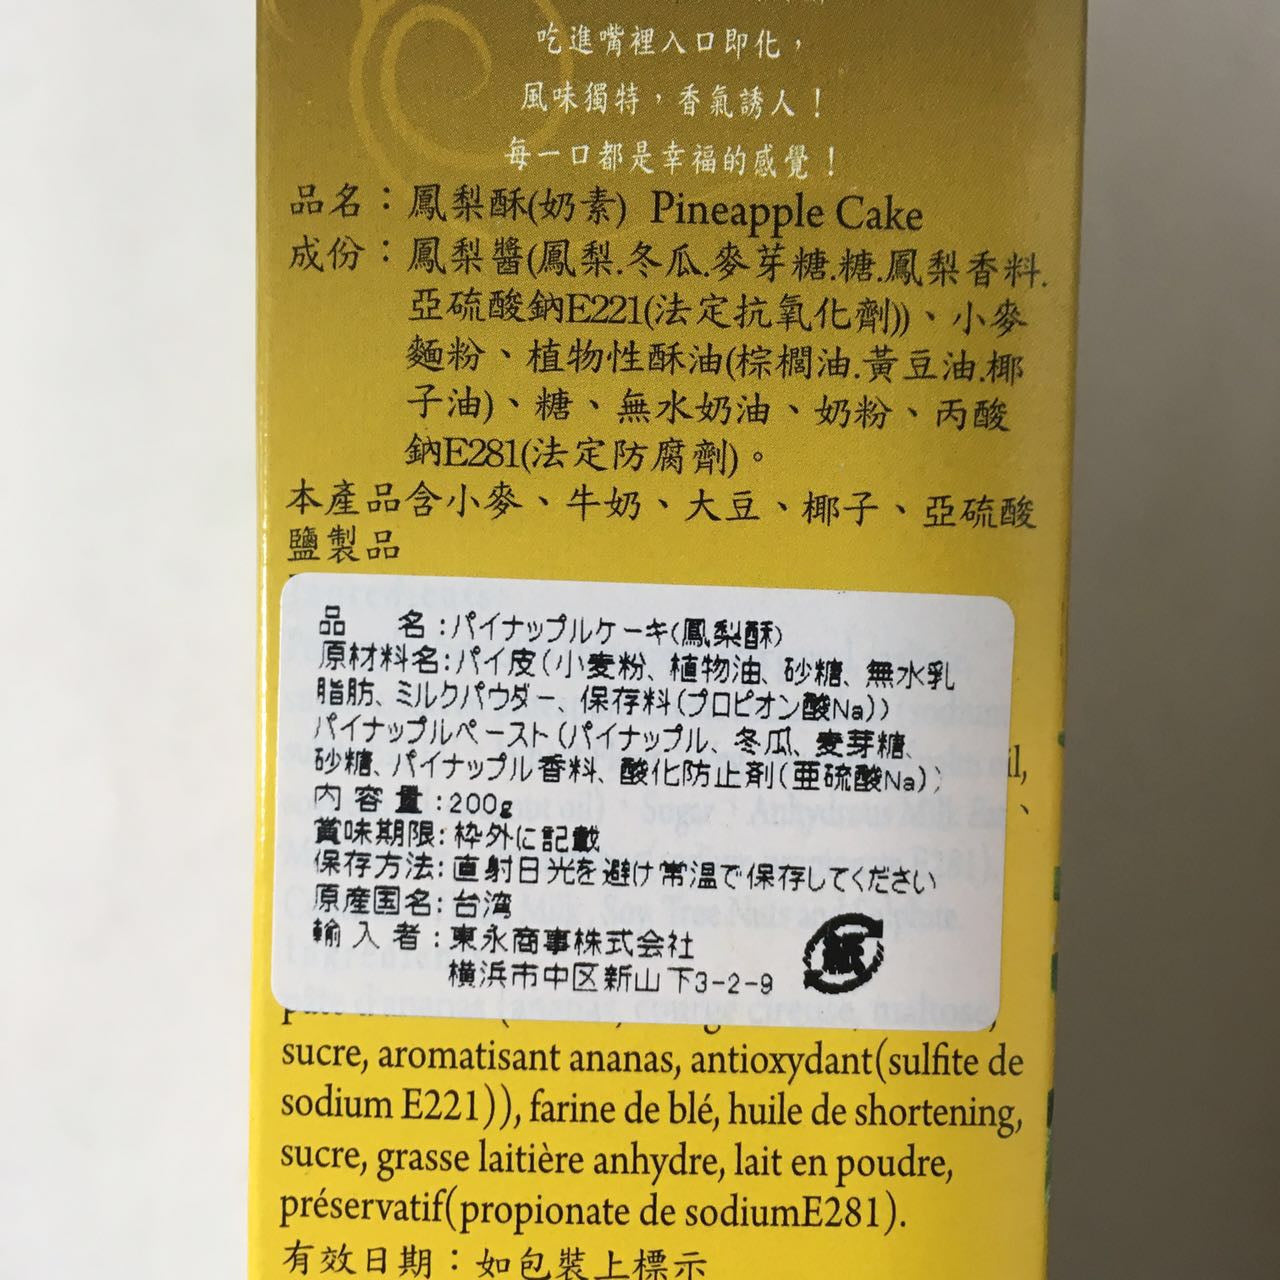 吃進嘴裡入口即化，
風味獨特，香氣誘人！
每一口都是幸福的感覺！
品名：鳳梨酥(奶素) Pineapple Cake
成份：鳳梨醬(鳳梨.冬瓜.麥芽糖.糖.鳳梨香料.
亞硫酸鈉E221(法定抗氧化劑))、小麥
麵粉、植物性酥油(棕櫚油.黃豆油.椰
子油)、糖、無水奶油、奶粉、丙酸
鈉E281(法定防腐劑)。
本產品含小麥、牛奶、大豆、椰子、亞硫酸
鹽製品
品名:パイナップルケーキ(鳳梨酥)
原材料名:パイ皮(小麦粉、植物油、砂糖、無水乳
脂肪、ミルクパウダー、保存料(プロピオン酸Na))
パイナップルペースト(パイナップル、冬瓜、麦芽糖、
砂糖、パイナップル香料、酸化防止剤(亜硫酸Na))
内容量:200g
賞味期限:枠外に記載
保存方法:直射日光を避け常温で保存してください
原産国名:台湾
輸入者:東永商事株式会社
横浜市中区新山下3-2-9
紙
sucre, aromatisant ananas, antioxydant(sulfite de
sodium E221)), farine de blé, huile de shortening,
sucre, grasse laitière anhydre, lait en poudre,
préservatif(propionate de sodiumE281).
有效日期：如包裝上標示